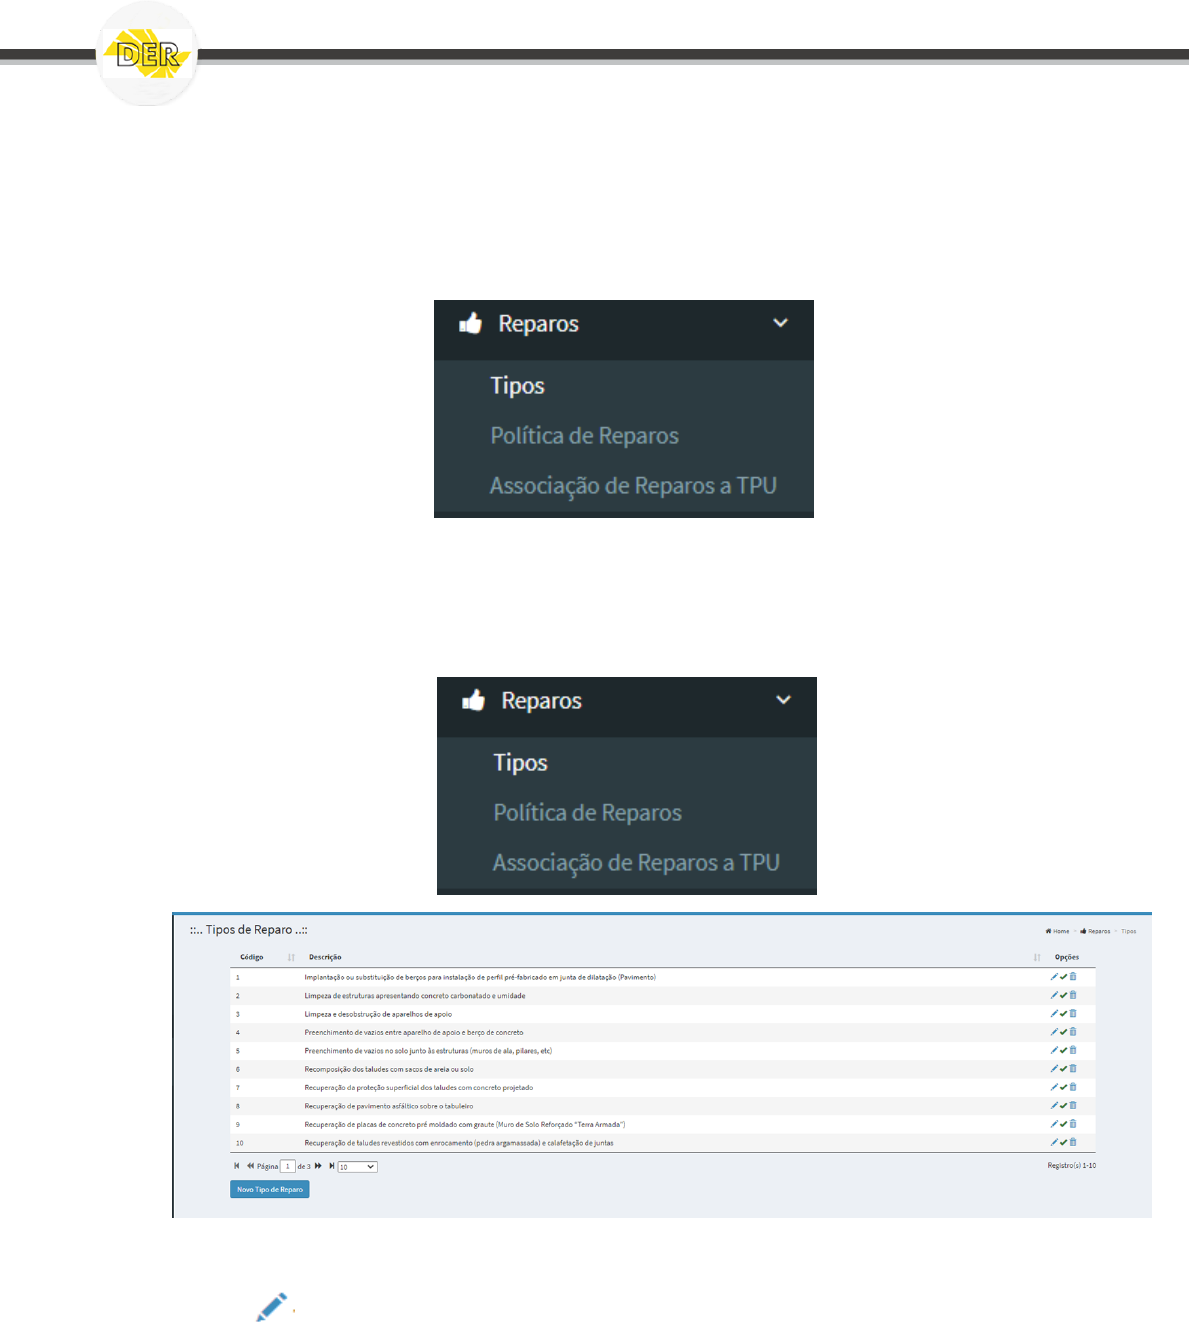 DER
Reparos
Tipos
Política de Reparos
Associação de Reparos a TPU
Reparos
Tipos
Política de Reparos
Associação de Reparos a TPU
::.. Tipos de Reparo ..::
Home Reparos Tipos
Código Descrição Opções
1 Implantação ou substituição de berços para instalação de perfil pré-fabricado em junta de dilatação (Pavimento)
2 Limpeza de estruturas apresentando concreto carbonatado e umidade
3 Limpeza e desobstrução de aparelhos de apoio
4 Preenchimento de vazios entre aparelho de apoio e berço de concreto
5 Preenchimento de vazios no solo junto às estruturas (muros de ala, pilares, etc)
6 Recomposição dos taludes com sacos de areia ou solo
7 Recuperação da proteção superficial dos taludes com concreto projetado
8 Recuperação de pavimento asfáltico sobre o tabuleiro
9 Recuperação de placas de concreto pré moldado com graute (Muro de Solo Reforçado "Terra Armada")
10 Recuperação de taludes revestidos com enrocamento (pedra argamassada) e calafetação de juntas
Página 1 de 3 10 Registro(s) 1-10
Novo Tipo de Reparo